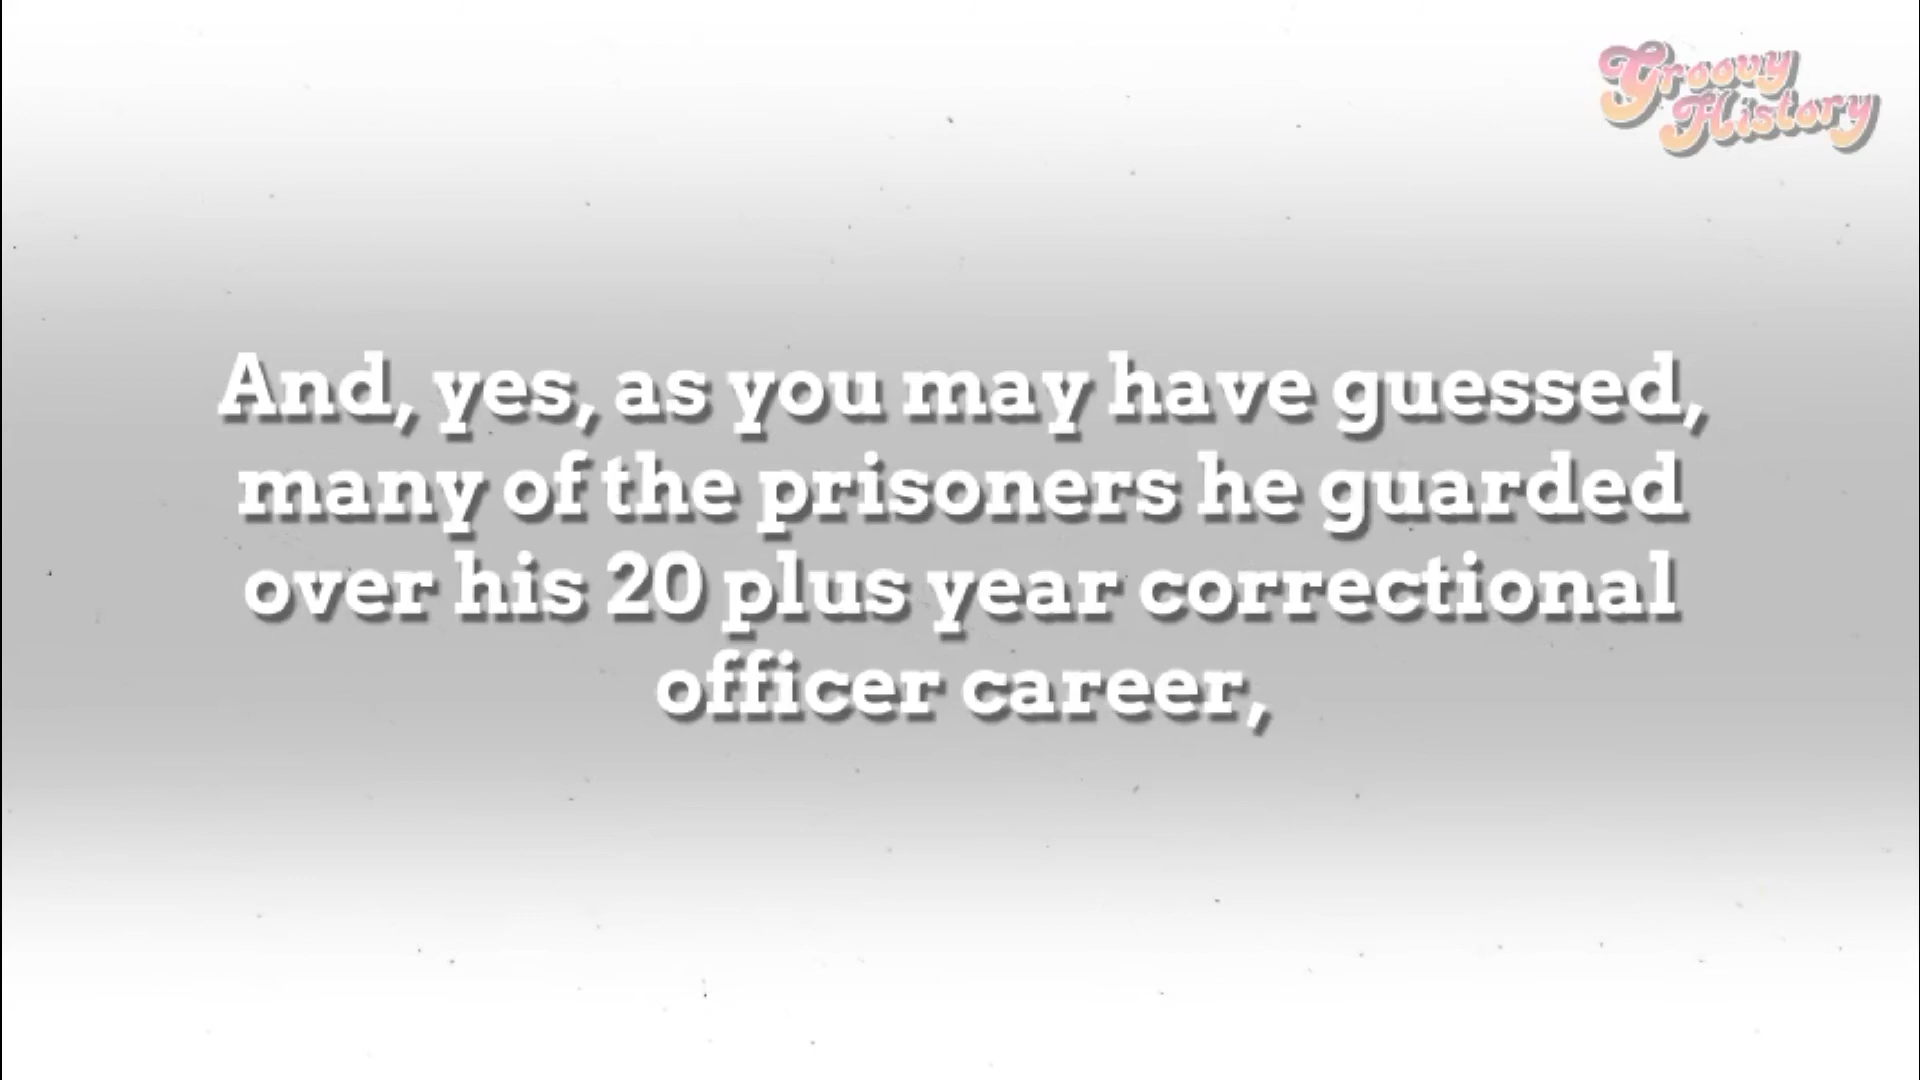 Groovy
History
And, yes, as you may have guessed,
many of the prisoners he guarded
over his 20 plus year correctional
officer career,